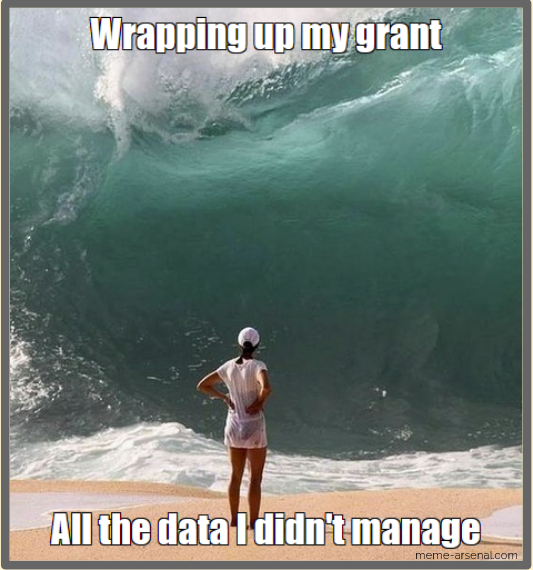 Wrapping up my grant
All the data I didn't manage
meme-arsenal.com